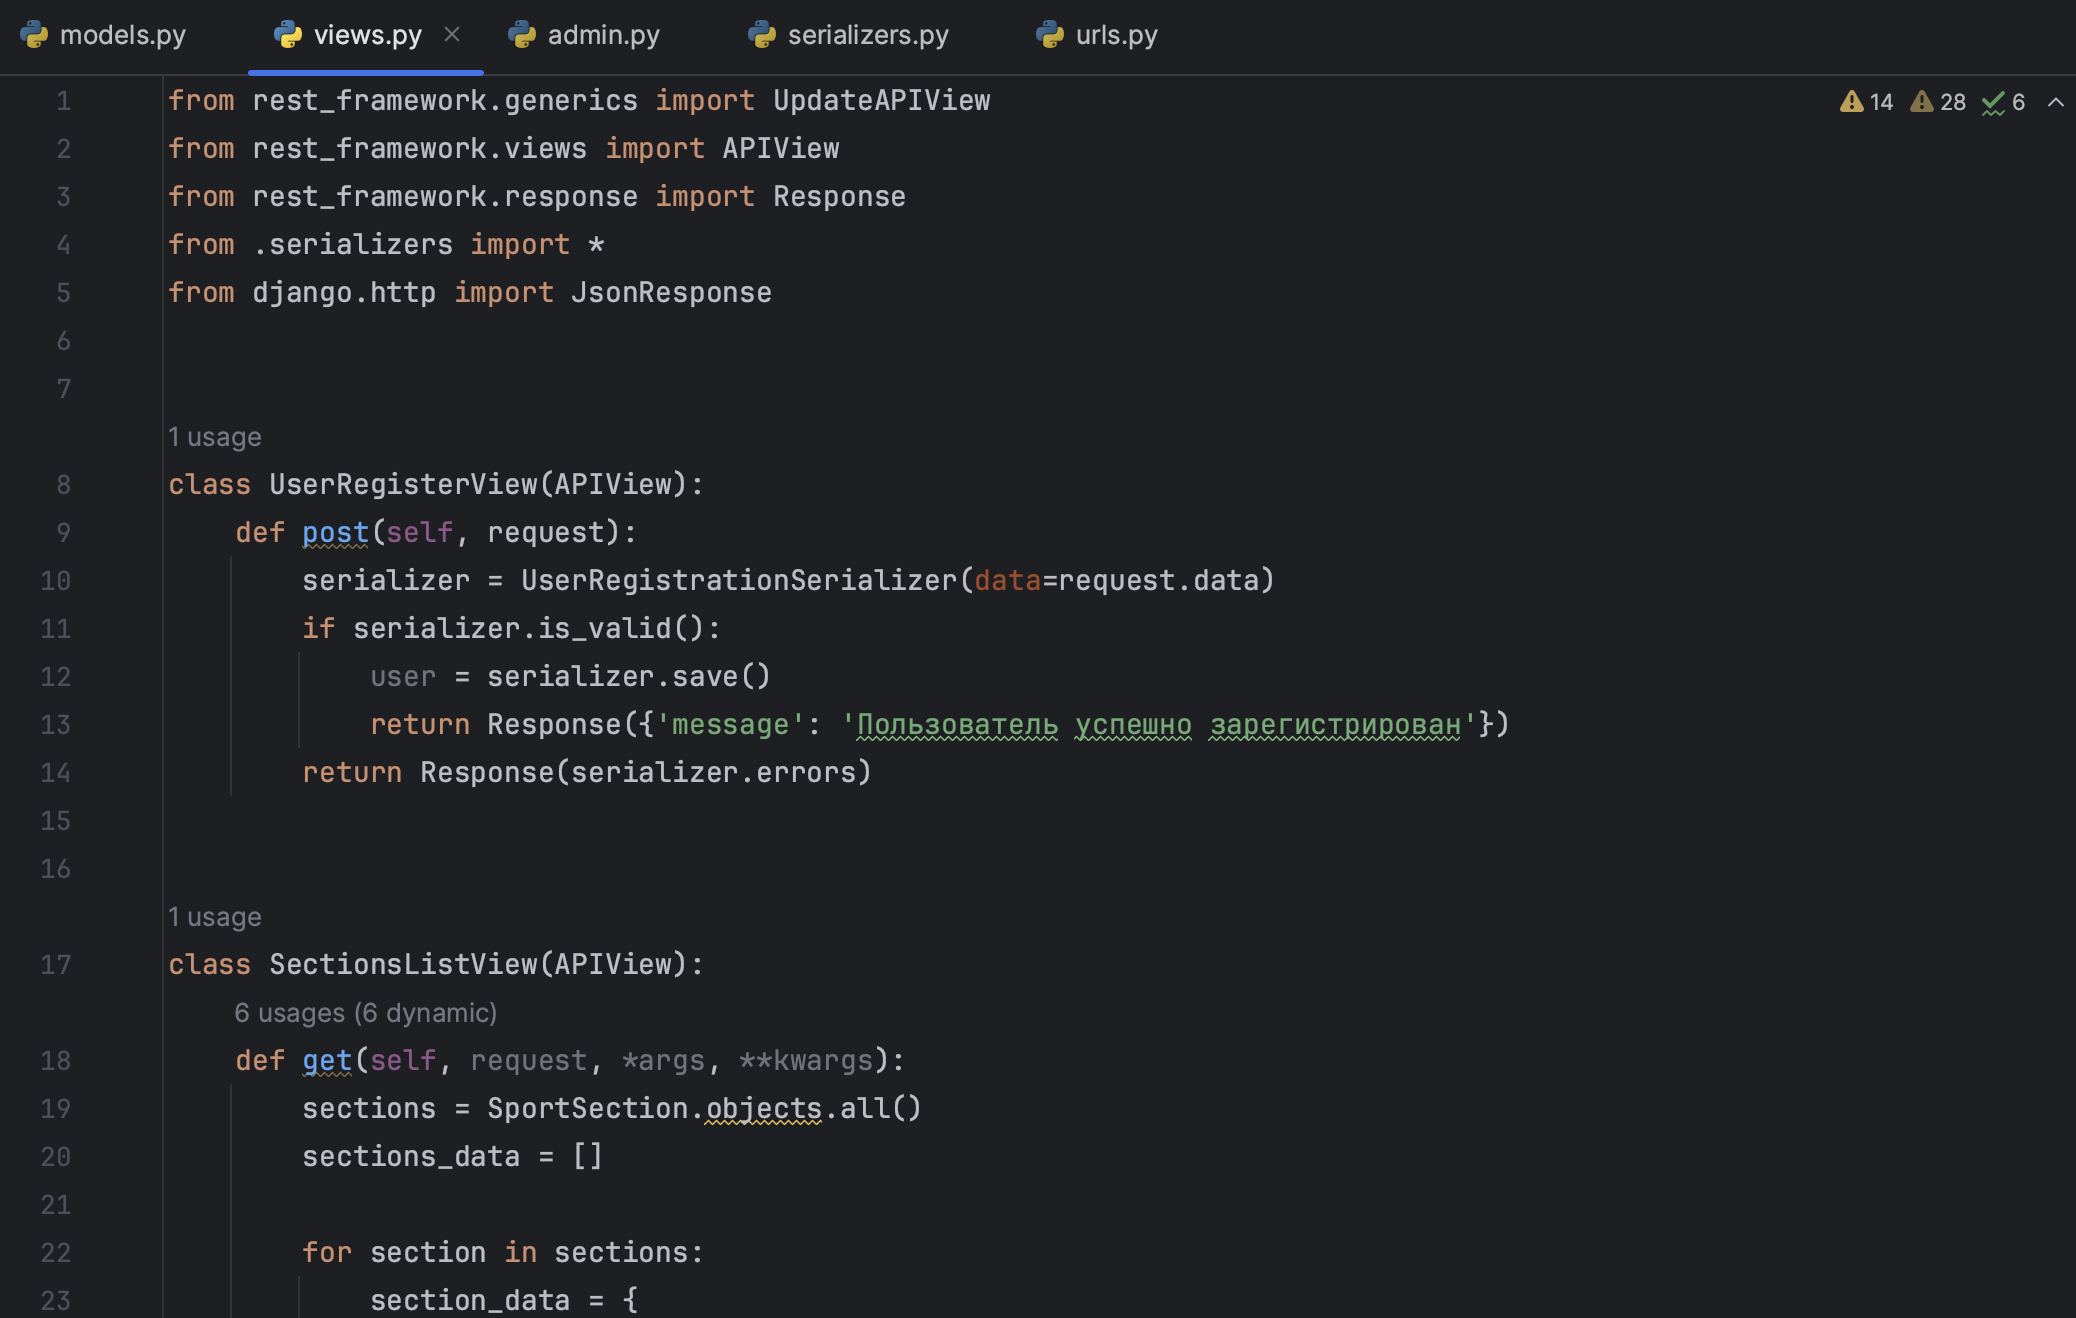 models.py views.py admin.py serializers.py urls.py
1 from rest_framework.generics import UpdateAPIView 14 28 6
2 from rest_framework.views import APIView
3 from rest_framework.response import Response
4 from .serializers import *
5 from django.http import JsonResponse
6
7
1 usage
8 class UserRegisterView(APIView):
9 def post(self, request):
10 serializer = UserRegistrationSerializer(data=request.data)
11 if serializer.is_valid():
12 user = serializer.save()
13 return Response({'message': 'Пользователь успешно зарегистрирован'})
14 return Response(serializer.errors)
15
16
1 usage
17 class SectionsListView(APIView):
6 usages (6 dynamic)
18 def get(self, request, *args, **kwargs):
19 sections = SportSection.objects.all()
20 sections_data = []
21
22 for section in sections:
23 section_data = {